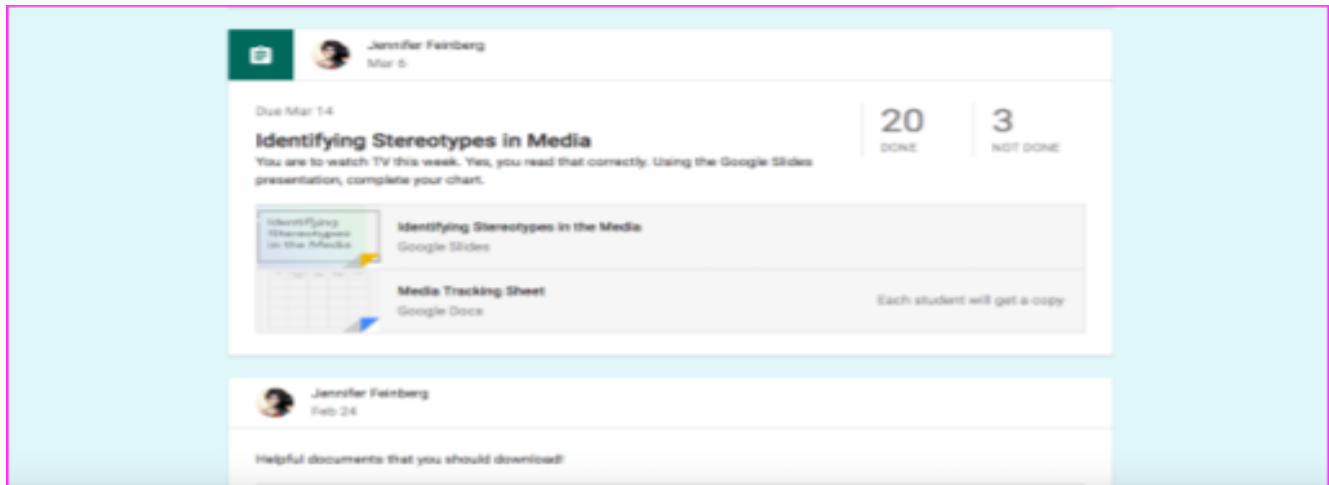 Jennifer Feinberg
Mar 6
Due Mar 14
Identifying Stereotypes in Media
You are to watch TV this week. Yes, you read that correctly. Using the Google Slides
presentation, complete your chart.
20
DONE
3
NOT DONE
Identifying
Stereotypes
in the Media
Identifying Stereotypes in the Media
Google Slides
Media Tracking Sheet
Google Docs
Each student will get a copy
Jennifer Feinberg
Feb 24
Helpful documents that you should download!